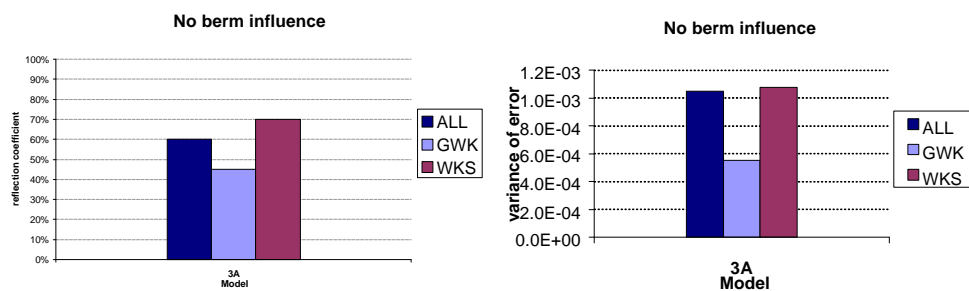 No berm influence
100%
90%
80%
70%
60%
50%
40%
30%
20%
10%
0%
reflection coefficient
3A
Model
ALL
GWK
WKS
No berm influence
1.2E-03
1.0E-03
8.0E-04
6.0E-04
4.0E-04
2.0E-04
0.0E+00
variance of error
3A
Model
ALL
GWK
WKS